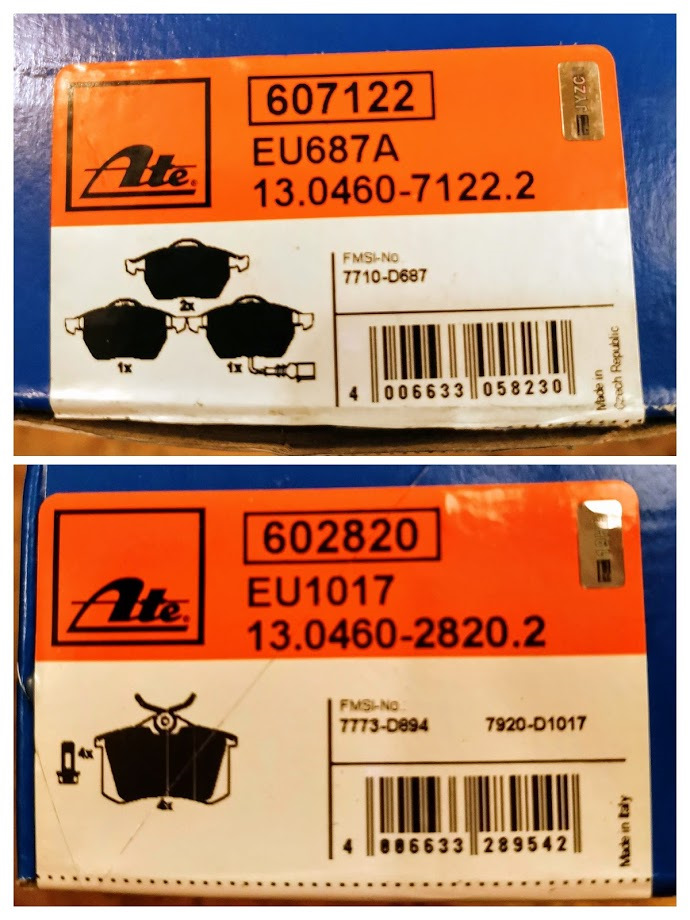 Ate®
607122
EU687A
13.0460-7122.2
JYZC
FMSI-No
7710-D687
2x
1x
1x
4 006633 058230
Made in
Czech Republic
Ate®
602820
EU1017
13.0460-2820.2
FMSI-No.:
7773-D894 7920-D1017
4x
4x
4 006633 289542
Made in Italy